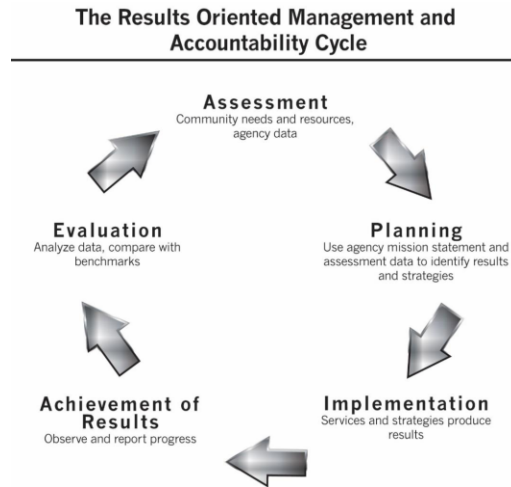 The Results Oriented Management and
Accountability Cycle
Assessment
Community needs and resources,
agency data
Planning
Use agency mission statement and
assessment data to identify results
and strategies
Implementation
Services and strategies produce
results
Achievement of
Results
Observe and report progress
Evaluation
Analyze data, compare with
benchmarks